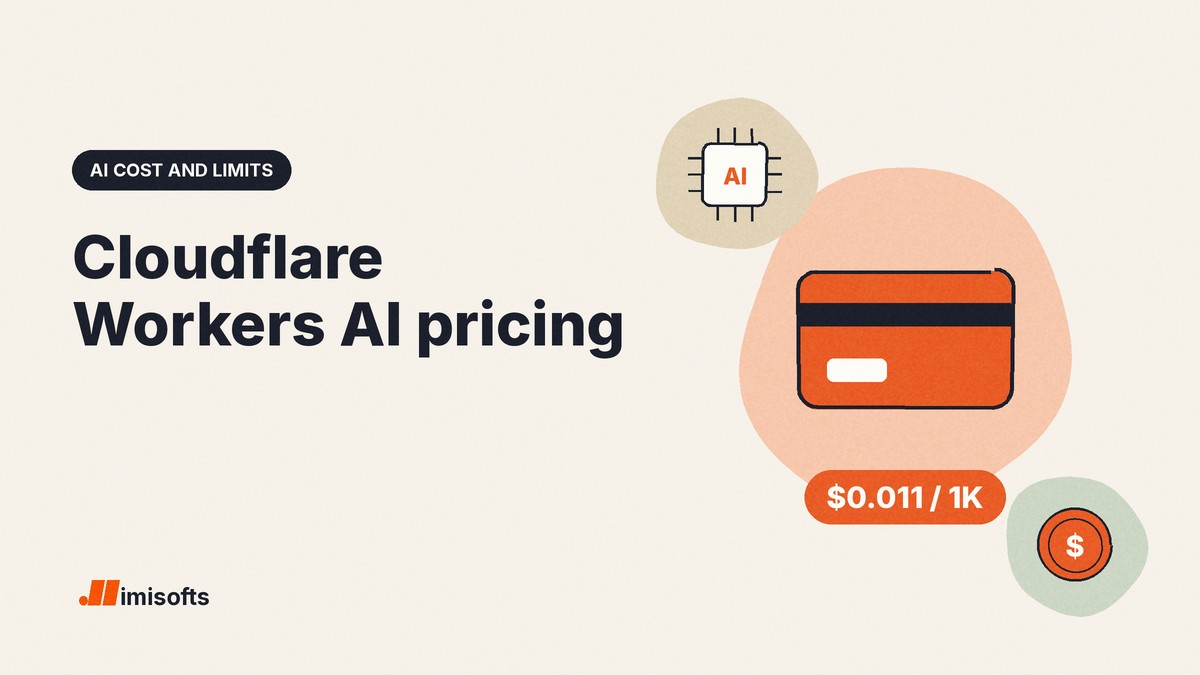 AI COST AND LIMITS
Cloudflare
Workers AI pricing
AI
$0.011 / 1K
$
imisofts